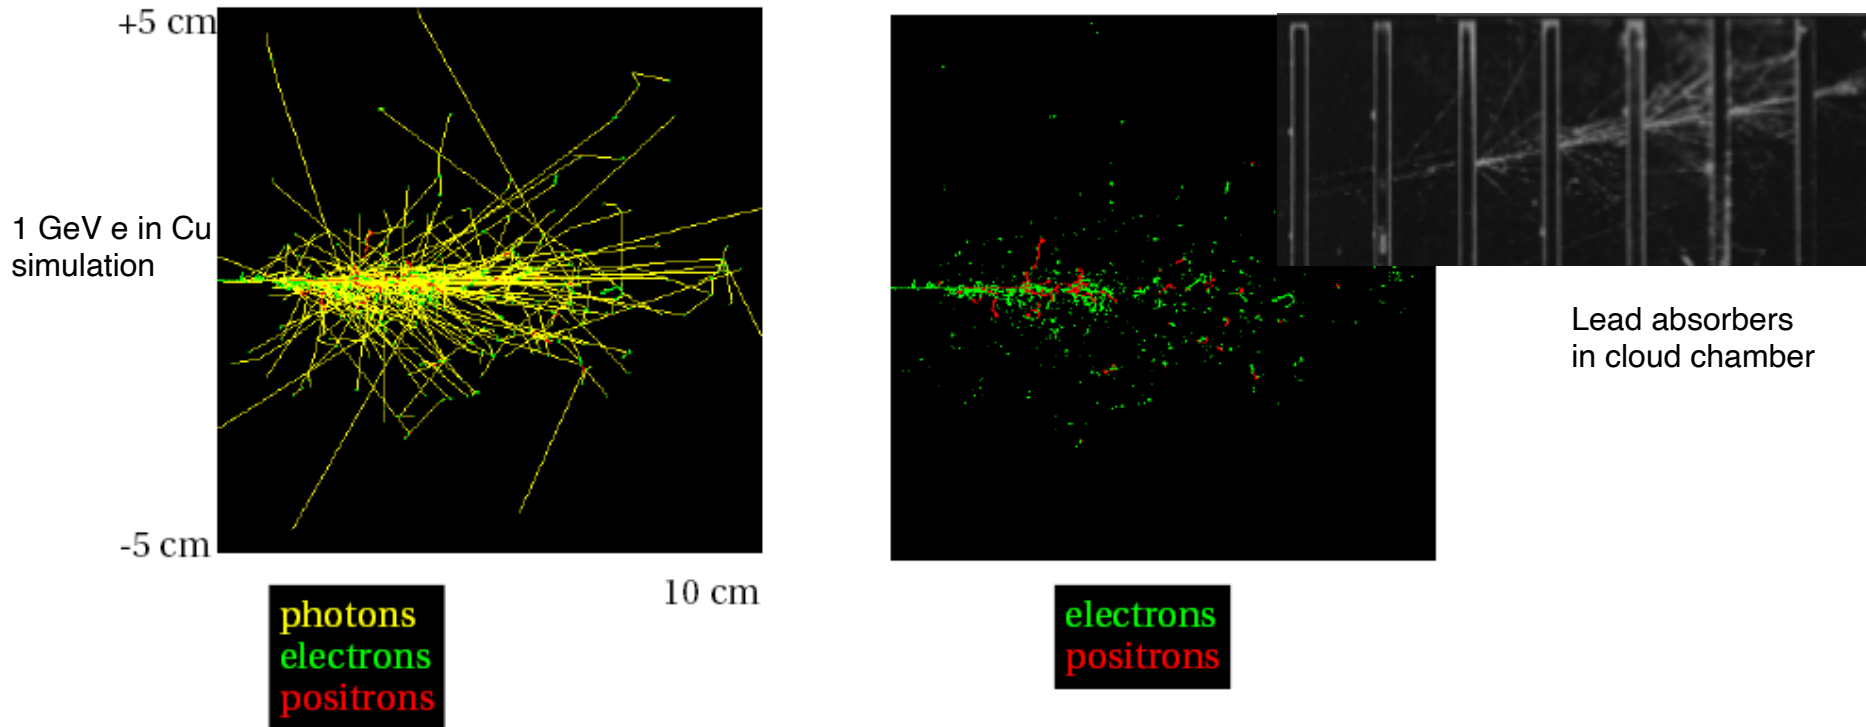 +5 cm
1 GeV e in Cu
simulation
-5 cm
10 cm
photons
electrons
positrons
electrons
positrons
Lead absorbers
in cloud chamber